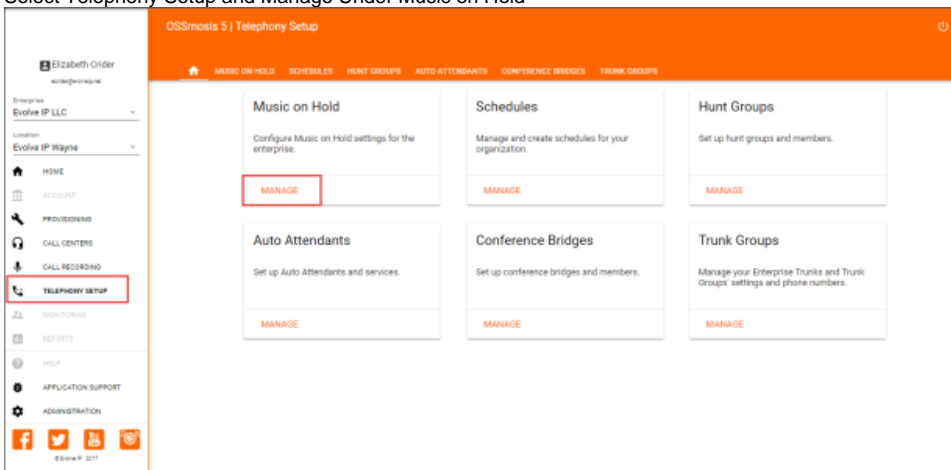 Select Telephony Setup and Manage Under Music on Hold
OSSmosis 5 | Telephony Setup
Elizabeth Crider
MUSIC ON HOLD SCHEDULES HUNT GROUPS AUTO ATTENDANTS CONFERENCE BRIDGES TRUNK GROUPS
Enterprise
Evolve IP LLC
Location
Evolve IP Wayne
HOME
ACCOUNT
PROVISIONING
CALL CENTERS
CALL RECORDING
TELEPHONY SETUP
MONITORING
REPORTS
HELP
APPLICATION SUPPORT
ADMINISTRATION
© Evolve IP 2017
Music on Hold
Configure Music on Hold settings for the
enterprise.
MANAGE
Schedules
Manage and create schedules for your
organization.
MANAGE
Hunt Groups
Set up hunt groups and members.
MANAGE
Auto Attendants
Set up Auto Attendants and services.
MANAGE
Conference Bridges
Set up conference bridges and members.
MANAGE
Trunk Groups
Manage your Enterprise Trunks and Trunk
Groups' settings and phone numbers.
MANAGE